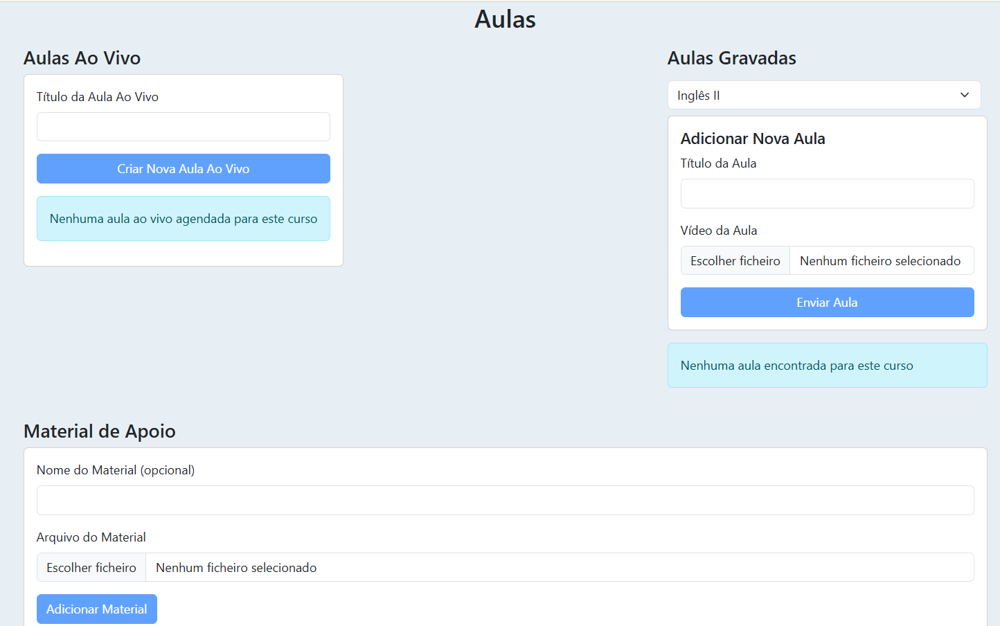 Aulas
Aulas Ao Vivo
Título da Aula Ao Vivo
Criar Nova Aula Ao Vivo
Nenhuma aula ao vivo agendada para este curso
Aulas Gravadas
Inglês II
Adicionar Nova Aula
Título da Aula
Vídeo da Aula
Escolher ficheiro Nenhum ficheiro selecionado
Enviar Aula
Nenhuma aula encontrada para este curso
Material de Apoio
Nome do Material (opcional)
Arquivo do Material
Escolher ficheiro Nenhum ficheiro selecionado
Adicionar Material